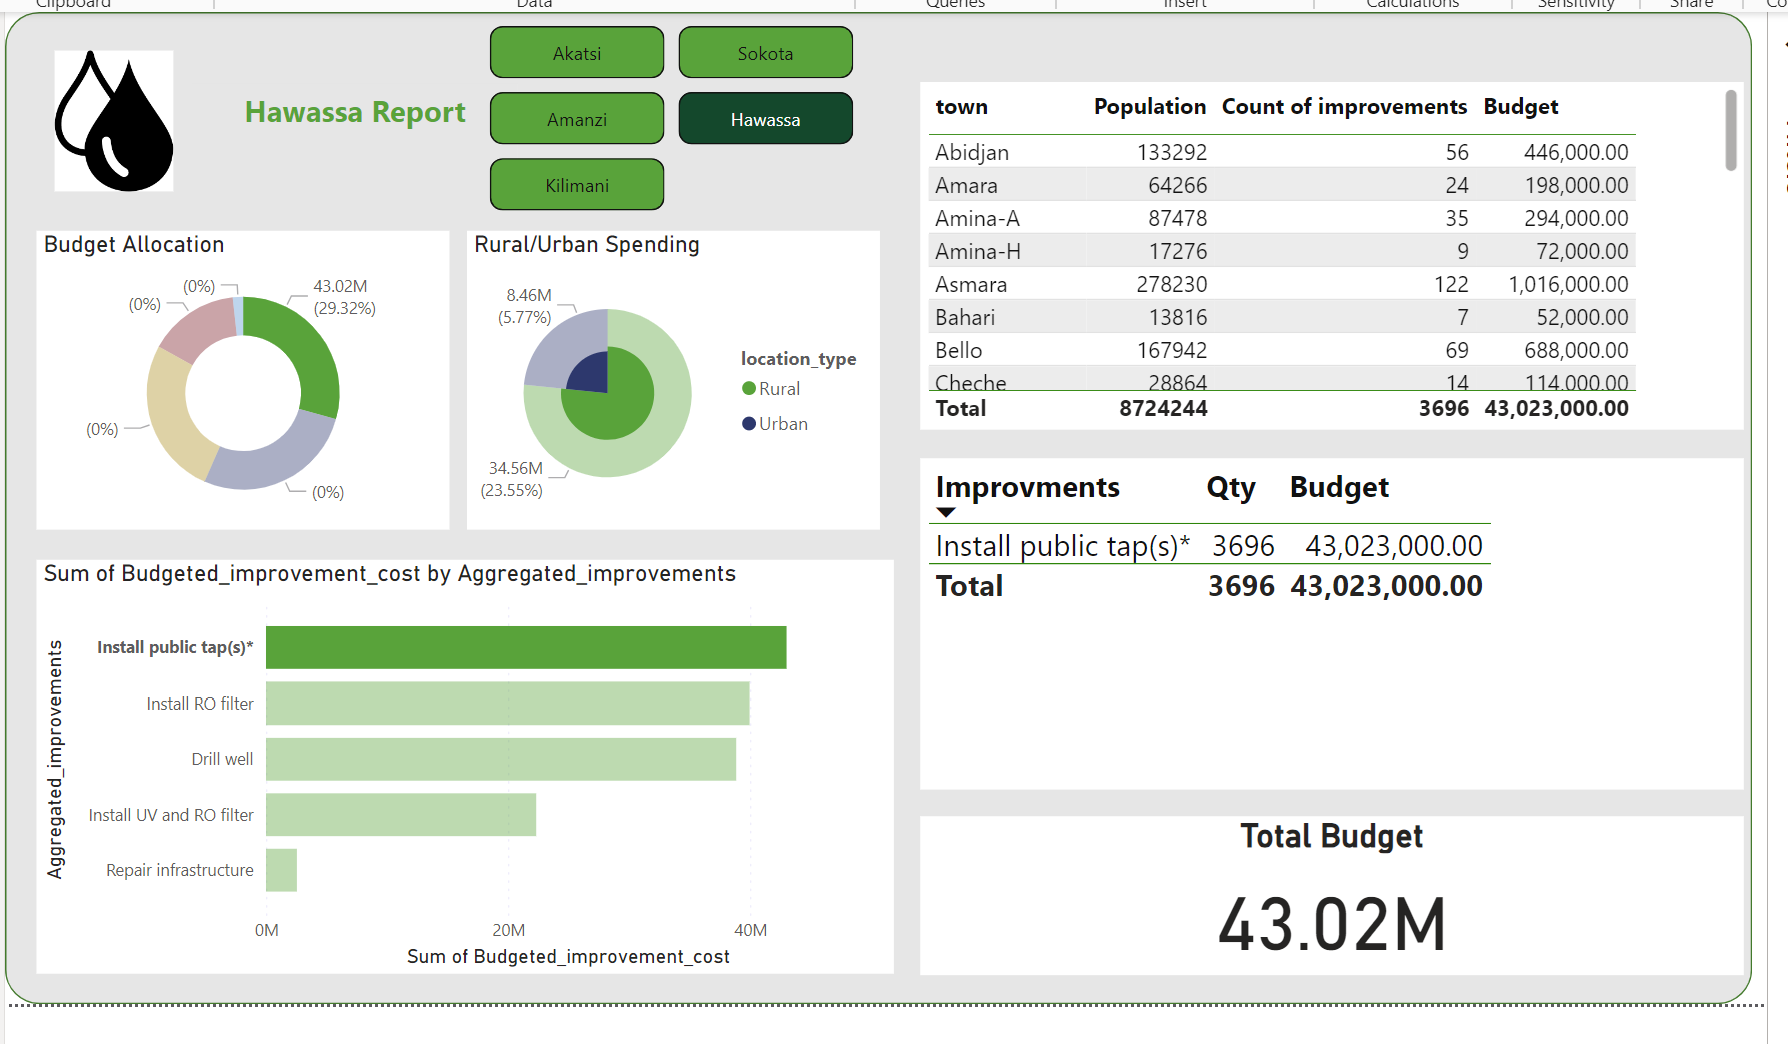 Clipboard Data Queries Insert Calculations Sensitivity Share
Hawassa Report
Akatsi Sokota
Amanzi Hawassa
Kilimani
town Population Count of improvements Budget
Abidjan 133292 56 446,000.00
Amara 64266 24 198,000.00
Amina-A 87478 35 294,000.00
Amina-H 17276 9 72,000.00
Asmara 278230 122 1,016,000.00
Bahari 13816 7 52,000.00
Bello 167942 69 688,000.00
Cheche 28864 14 114,000.00
Total 8724244 3696 43,023,000.00
Budget Allocation
(0%)
(0%)
43.02M
(29.32%)
(0%)
(0%)
Rural/Urban Spending
8.46M
(5.77%)
34.56M
(23.55%)
location_type
Rural
Urban
Improvments Qty Budget
Install public tap(s)* 3696 43,023,000.00
Total 3696 43,023,000.00
Sum of Budgeted_improvement_cost by Aggregated_improvements
Aggregated_improvements
Install public tap(s)*
Install RO filter
Drill well
Install UV and RO filter
Repair infrastructure
0M 20M 40M
Sum of Budgeted_improvement_cost
Total Budget
43.02M